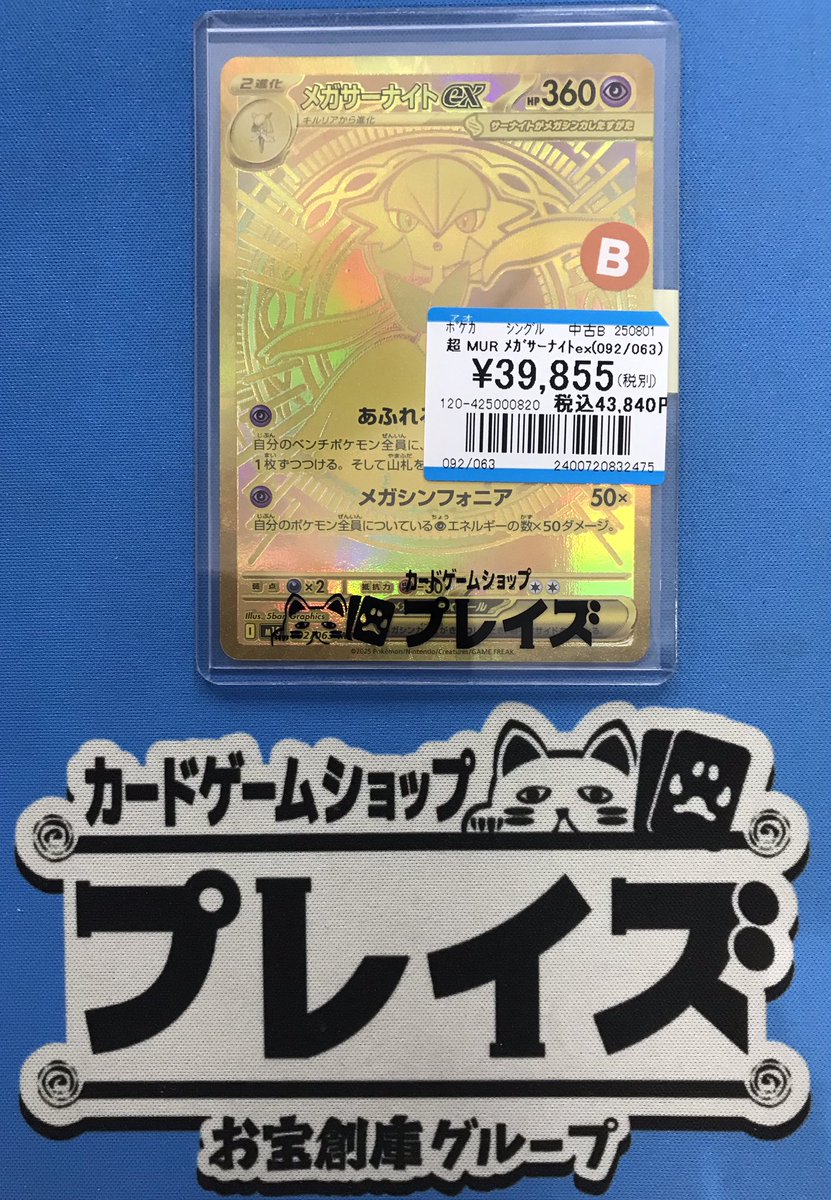 2進化
メガサーナイトex
HP360
キルリアから進化
サーナイトがメガシンカしたすがた
B
ポケカ シングル 中古B 250801
超 MUR ﾒｶﾞｻｰﾅｲﾄex(092/063)
¥39,855(税別)
120-425000820 税込43,840P
092/063 2400720832475
あふれ
自分のベンチポケモン全員に、
1枚ずつつける。そして山札を
メガシンフォニア 50×
自分のポケモン全員についているエネルギーの数×50ダメージ。
弱点 ×2 抵抗力 -30
カードゲームショップ
プレイズ
Illus. 5ban Graphics
©2025 Pokémon/Nintendo/Creatures/GAME FREAK.
カードゲームショップ
プレイズ
お宝創庫グループ